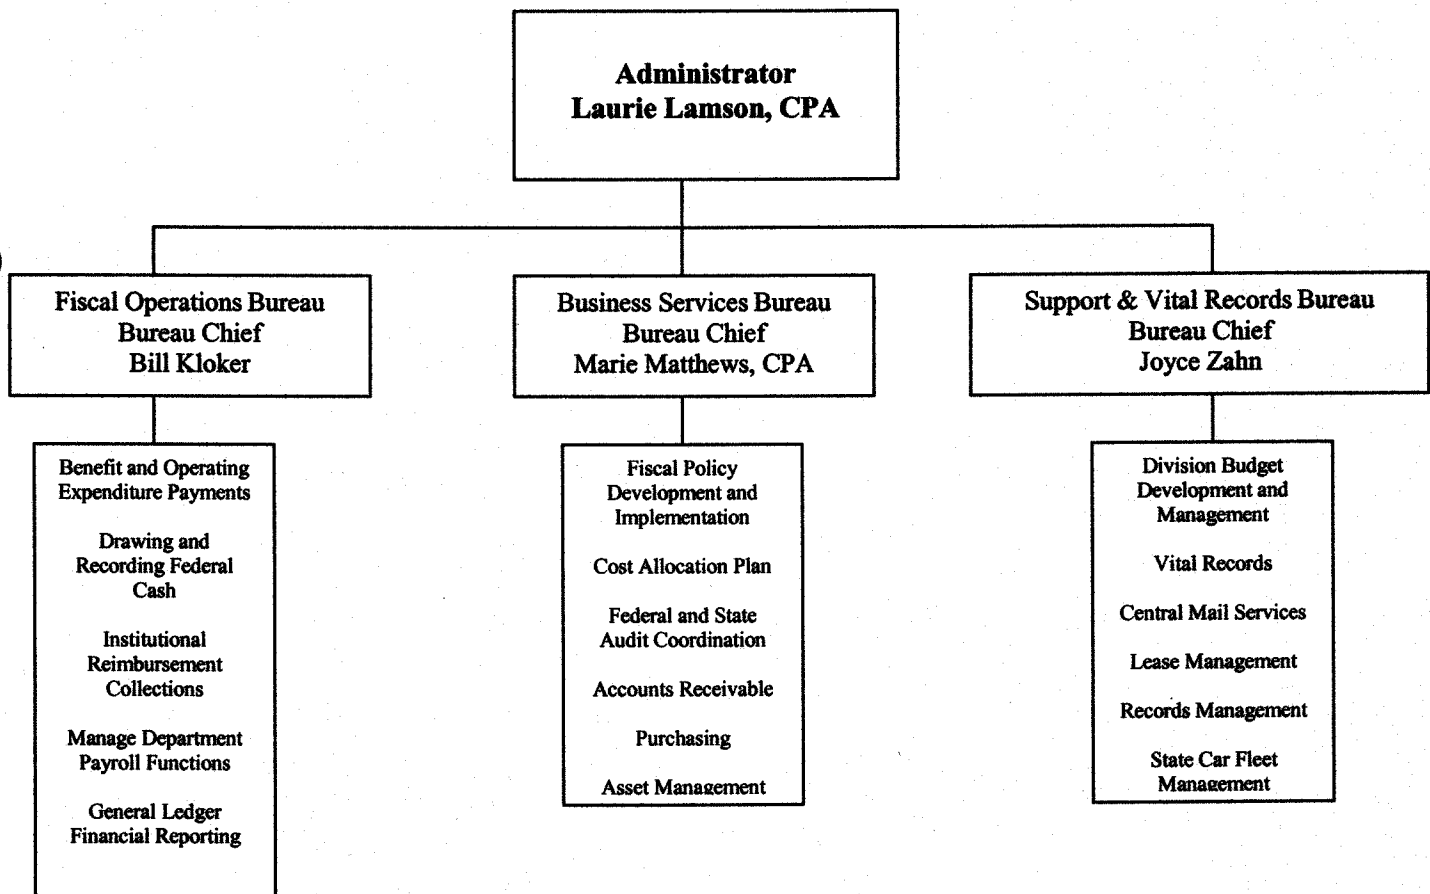 Administrator
Laurie Lamson, CPA
Fiscal Operations Bureau
Bureau Chief
Bill Kloker
Business Services Bureau
Bureau Chief
Marie Matthews, CPA
Support & Vital Records Bureau
Bureau Chief
Joyce Zahn
Benefit and Operating
Expenditure Payments
Drawing and
Recording Federal
Cash
Institutional
Reimbursement
Collections
Manage Department
Payroll Functions
General Ledger
Financial Reporting
Fiscal Policy
Development and
Implementation
Cost Allocation Plan
Federal and State
Audit Coordination
Accounts Receivable
Purchasing
Asset Management
Division Budget
Development and
Management
Vital Records
Central Mail Services
Lease Management
Records Management
State Car Fleet
Management